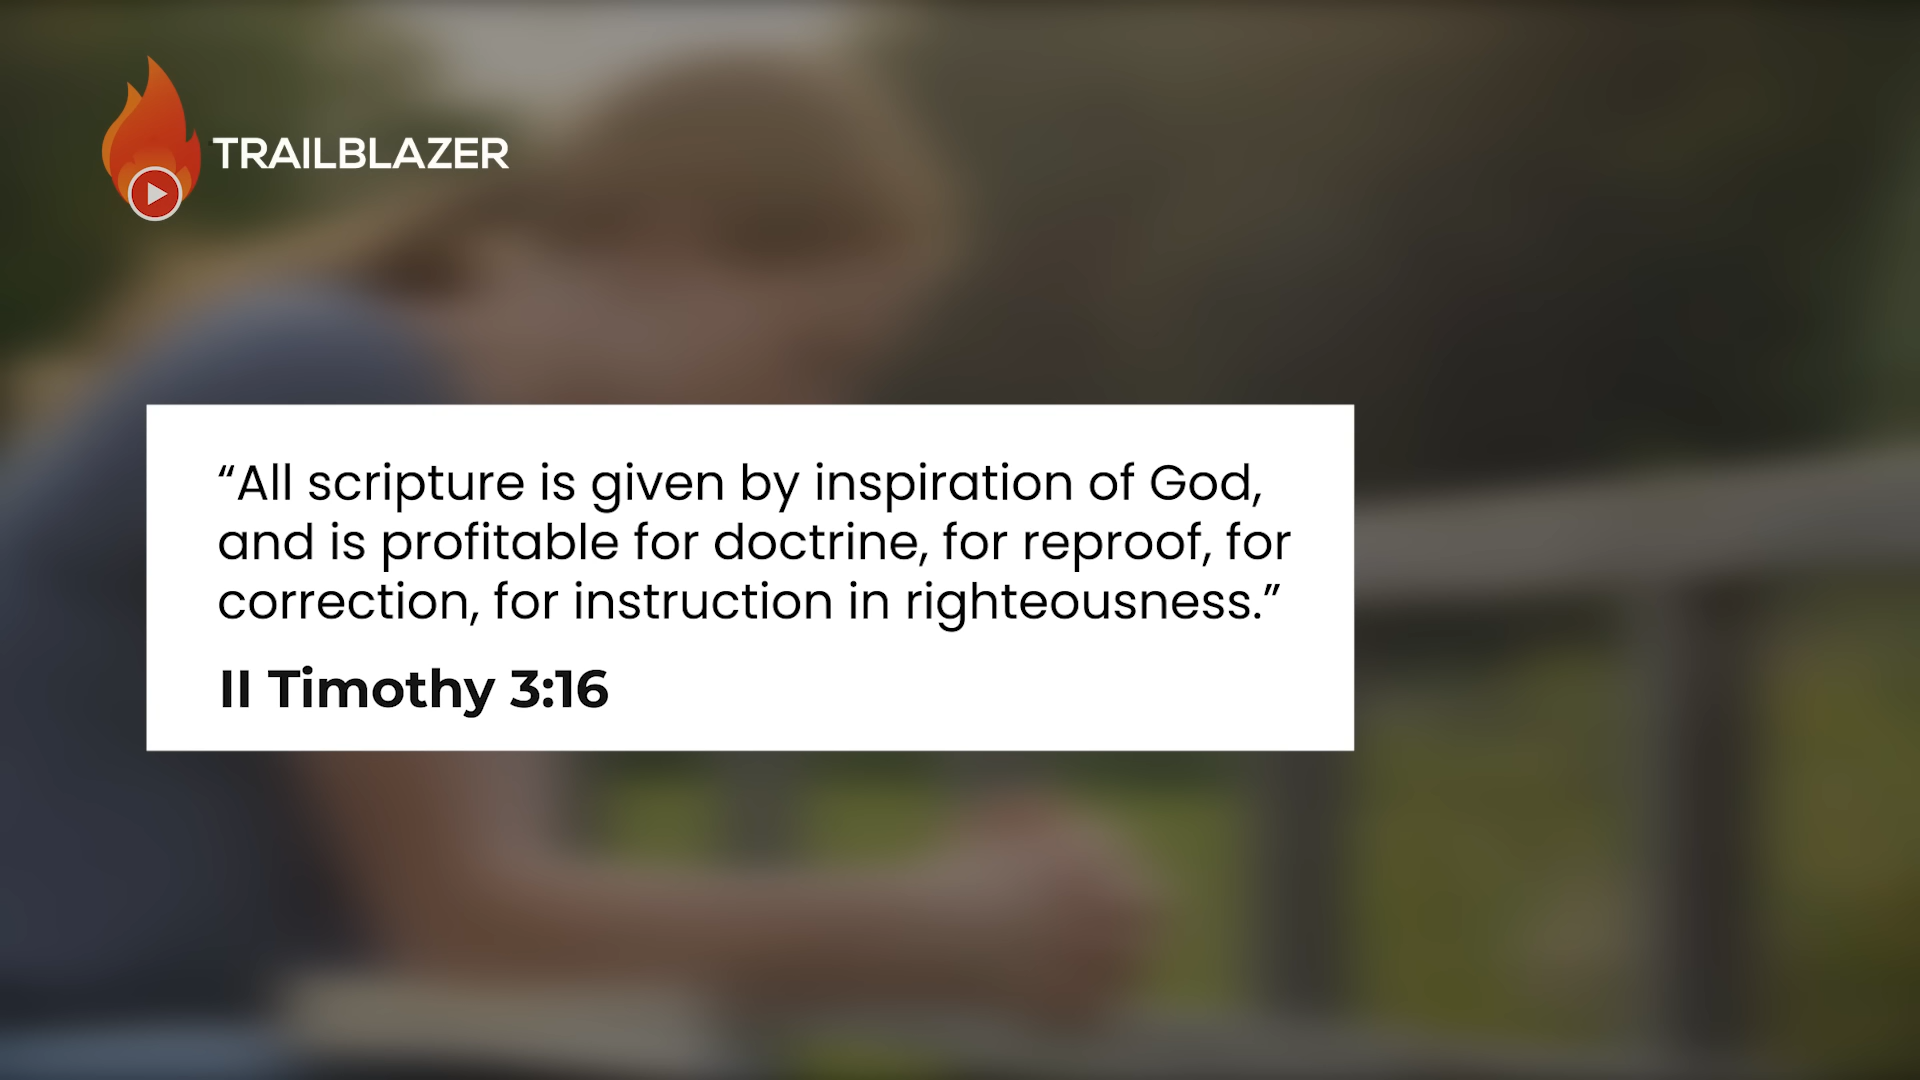 TRAILBLAZER
“All scripture is given by inspiration of God,
and is profitable for doctrine, for reproof, for
correction, for instruction in righteousness.”
II Timothy 3:16